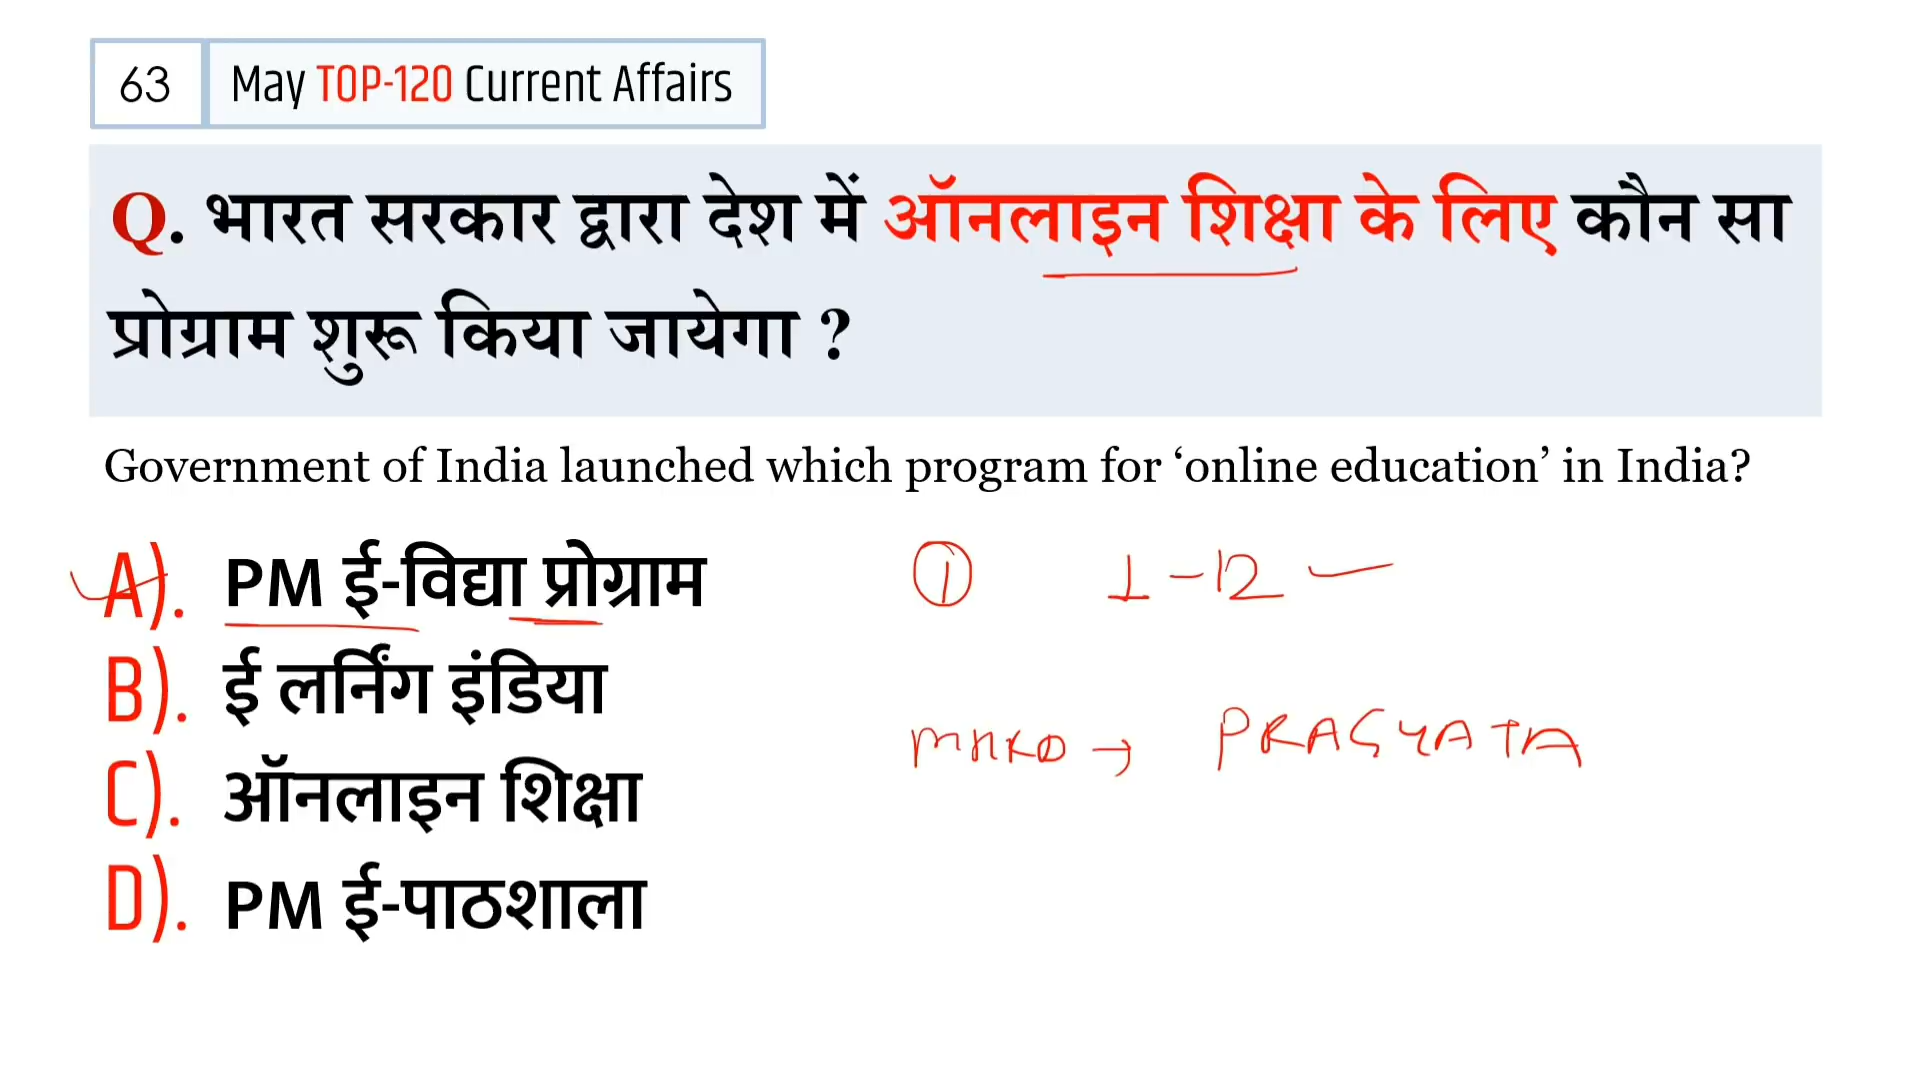 63 May TOP-120 Current Affairs
Q. भारत सरकार द्वारा देश में ऑनलाइन शिक्षा के लिए कौन सा
प्रोग्राम शुरू किया जायेगा ?
Government of India launched which program for ‘online education’ in India?
A). PM ई-विद्या प्रोग्राम
① 1-12
B). ई लर्निंग इंडिया
MHRD → PRAGYATA
C). ऑनलाइन शिक्षा
D). PM ई-पाठशाला